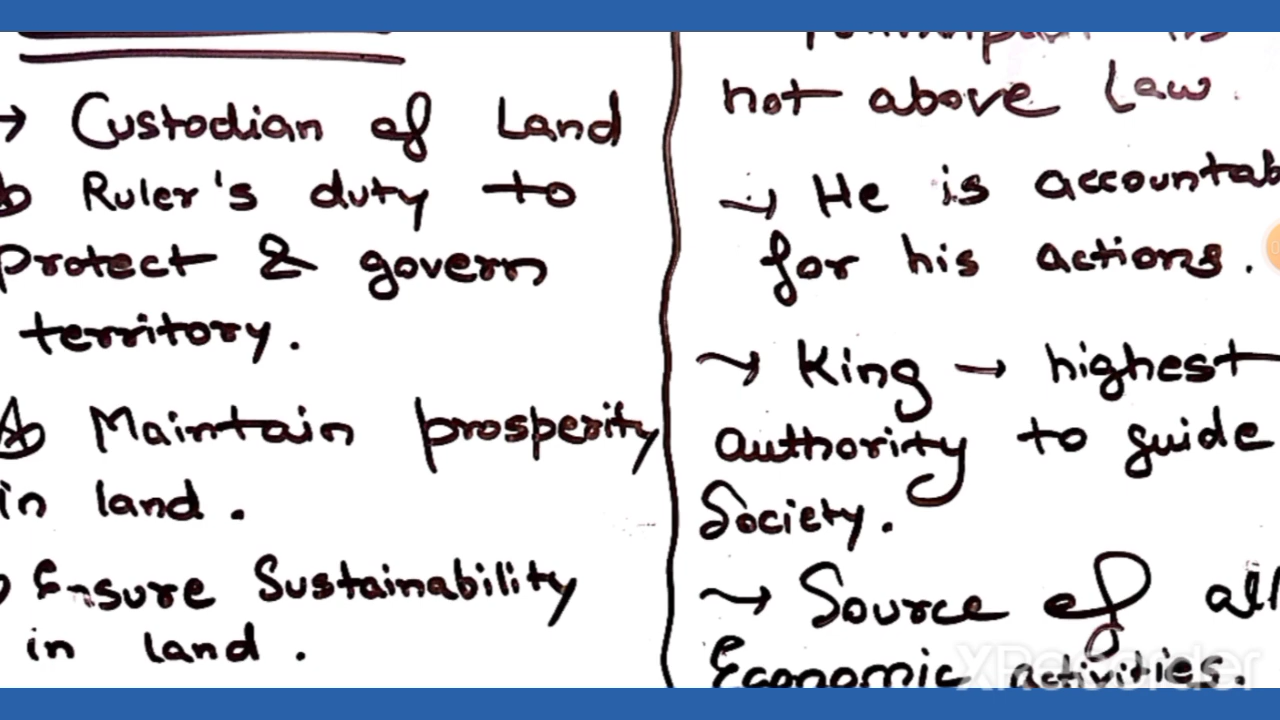 → Custodian of Land
Ruler's duty to
protect & govern
territory.
Maintain prosperity
in land.
Ensure Sustainability
in land.
not above Law.
→ He is
for his actions.
→ King → highest
authority to guide
Society.
→ Source of all
Economic activities.
XRecorder